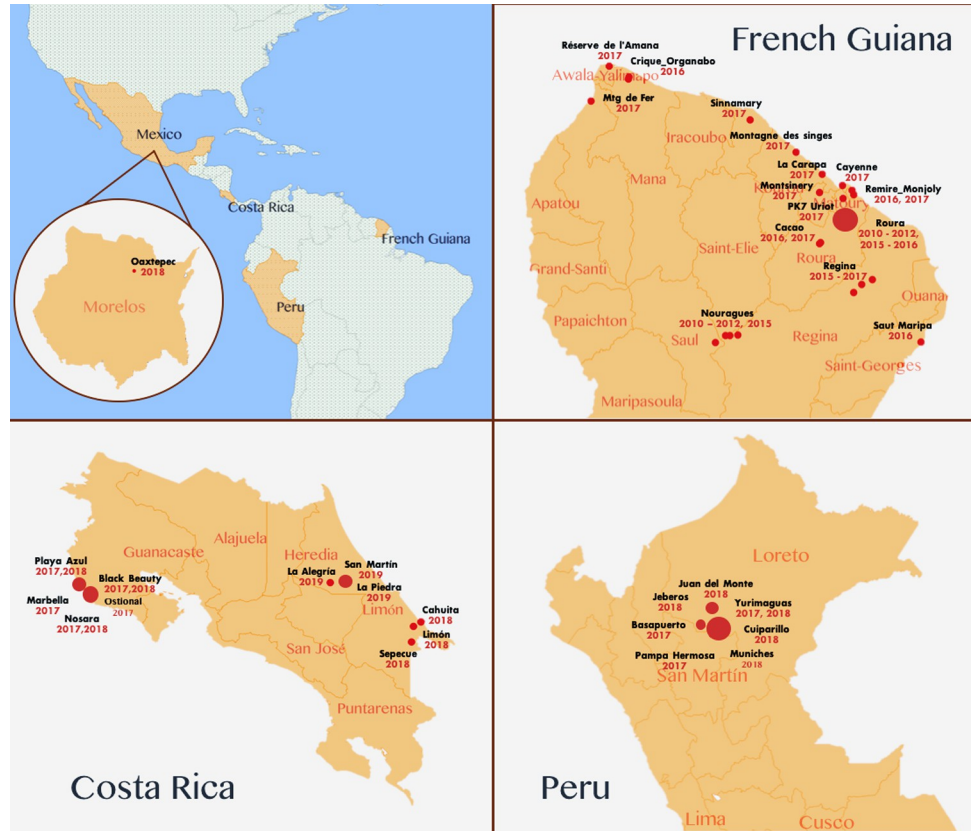 Mexico
Costa Rica
French Guiana
Peru
Oaxtepec
2018
Morelos
French Guiana
Réserve de l'Amana
2017
Crique_Organabo
2016
Awala-Yalimapo
Mtg de Fer
2017
Sinnamary
2017
Iracoubo
Montagne des singes
2017
La Carapa
2017
Cayenne
2017
Mana
Montsinery
2017
Remire_Monjoly
2016, 2017
Matoury
Apatou
PK7 Uriot
2017
Cacao
2016, 2017
Roura
2010 - 2012,
2015 - 2016
Saint-Elie
Roura
Grand-Santi
Regina
2015 - 2017
Ouana
Papaichton
Nouragues
2010 – 2012, 2015
Saul
Regina
Saut Maripa
2016
Saint-Georges
Maripasoula
Alajuela
Guanacaste
Heredia
Playa Azul
2017,2018
Black Beauty
2017,2018
Marbella
2017
Ostional
2017
Nosara
2017,2018
La Alegría
2019
San Martín
2019
La Piedra
2019
Limón
Cahuita
2018
Limón
2018
Sepecue
2018
San José
Puntarenas
Costa Rica
Loreto
Juan del Monte
2018
Jeberos
2018
Yurimaguas
2017, 2018
Basapuerto
2017
Cuiparillo
2018
Pampa Hermosa
2017
Muniches
2018
San Martín
Peru
Lima
Cusco